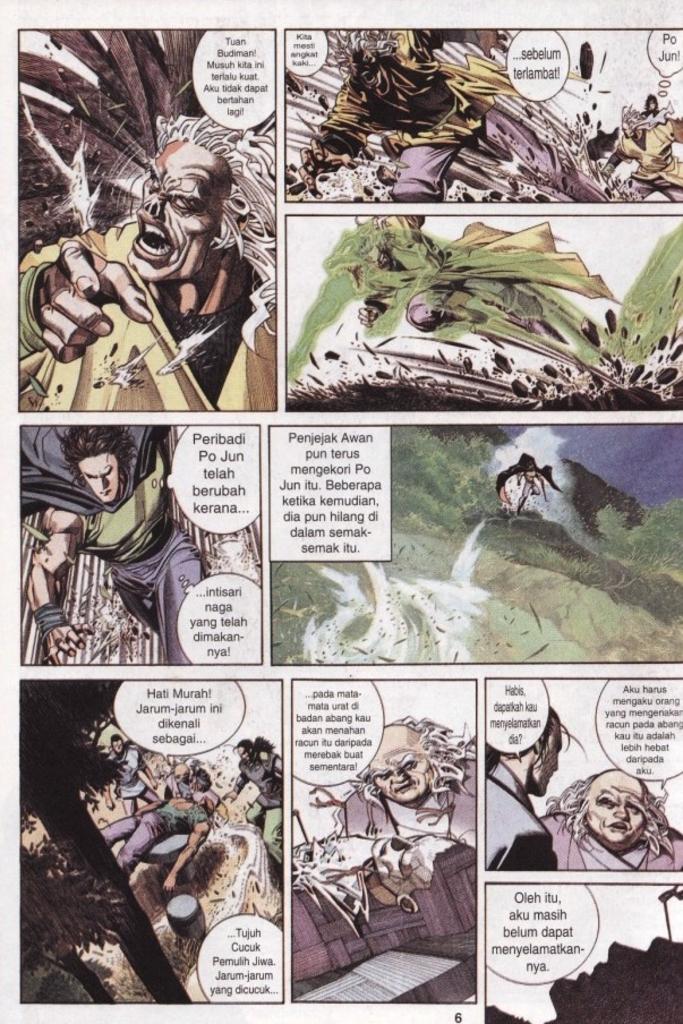 Tuan
Budiman!
Musuh kita ini
terlalu kuat.
Aku tidak dapat
bertahan
lagi!
Kita
mesti
angkat
kaki...
...sebelum
terlambat!
Po
Jun!
Peribadi
Po Jun
telah
berubah
kerana...
...intisari
naga
yang telah
dimakan-
nya!
Penjejak Awan
pun terus
mengekori Po
Jun itu. Beberapa
ketika kemudian,
dia pun hilang di
dalam semak-
semak itu.
Hati Murah!
Jarum-jarum ini
dikenali
sebagai...
...Tujuh
Cucuk
Pemulih Jiwa.
Jarum-jarum
yang dicucuk...
...pada mata-
mata urat di
badan abang kau
akan menahan
racun itu daripada
merebak buat
sementara!
Habis,
dapatkah kau
menyelamatkan
dia?
Aku harus
mengaku orang
yang mengenakan
racun pada abang
kau itu adalah
lebih hebat
daripada
aku.
Oleh itu,
aku masih
belum dapat
menyelamatkan-
nya.
6